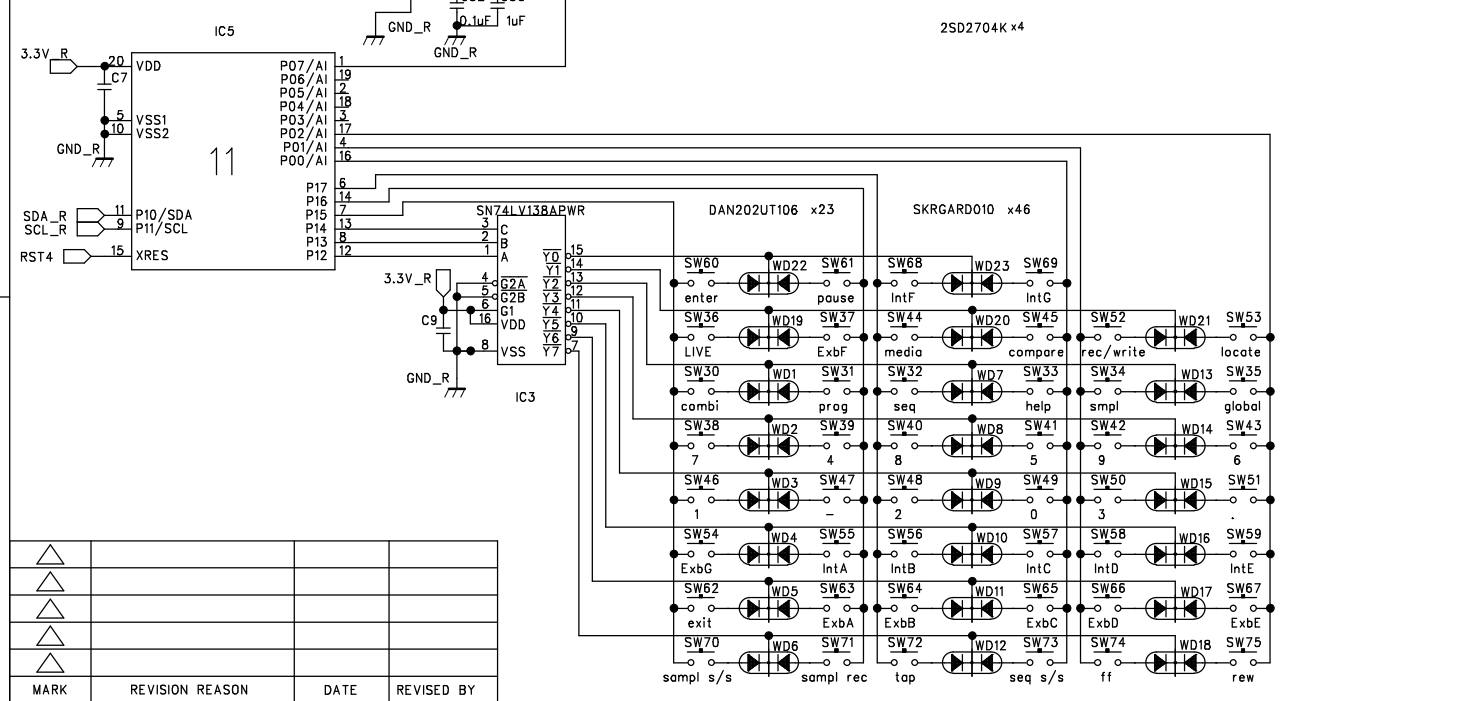 0.1uF 1uF
GND_R
GND_R
2SD2704K x4
IC5
3.3V_R
20 VDD
C7
5 VSS1
10 VSS2
GND_R
11
SDA_R 11 P10/SDA
SCL_R 9 P11/SCL
RST4 15 XRES
P07/AI 1
P06/AI 19
P05/AI 2
P04/AI 18
P03/AI 3
P02/AI 17
P01/AI 4
P00/AI 16
P17 6
P16 14
P15 7
P14 13
P13 8
P12 12
SN74LV138APWR
3 C
2 B
1 A
3.3V_R
4 G2A
5 G2B
6 G1
16 VDD
C9
8 VSS
GND_R
IC3
Y0 15
Y1 14
Y2 13
Y3 12
Y4 11
Y5 10
Y6 9
Y7 7
DAN202UT106 x23
SKRGARD010 x46
SW60 WD22 SW61 SW68 WD23 SW69
enter pause IntF IntG
SW36 WD19 SW37 SW44 WD20 SW45 SW52 WD21 SW53
LIVE ExbF media compare rec/write locate
SW30 WD1 SW31 SW32 WD7 SW33 SW34 WD13 SW35
combi prog seq help smpl global
SW38 WD2 SW39 SW40 WD8 SW41 SW42 WD14 SW43
7 4 8 5 9 6
SW46 WD3 SW47 SW48 WD9 SW49 SW50 WD15 SW51
1 – 2 0 3 .
SW54 WD4 SW55 SW56 WD10 SW57 SW58 WD16 SW59
ExbG IntA IntB IntC IntD IntE
SW62 WD5 SW63 SW64 WD11 SW65 SW66 WD17 SW67
exit ExbA ExbB ExbC ExbD ExbE
SW70 WD6 SW71 SW72 WD12 SW73 SW74 WD18 SW75
sampl s/s sampl rec tap seq s/s ff rew
MARK REVISION REASON DATE REVISED BY